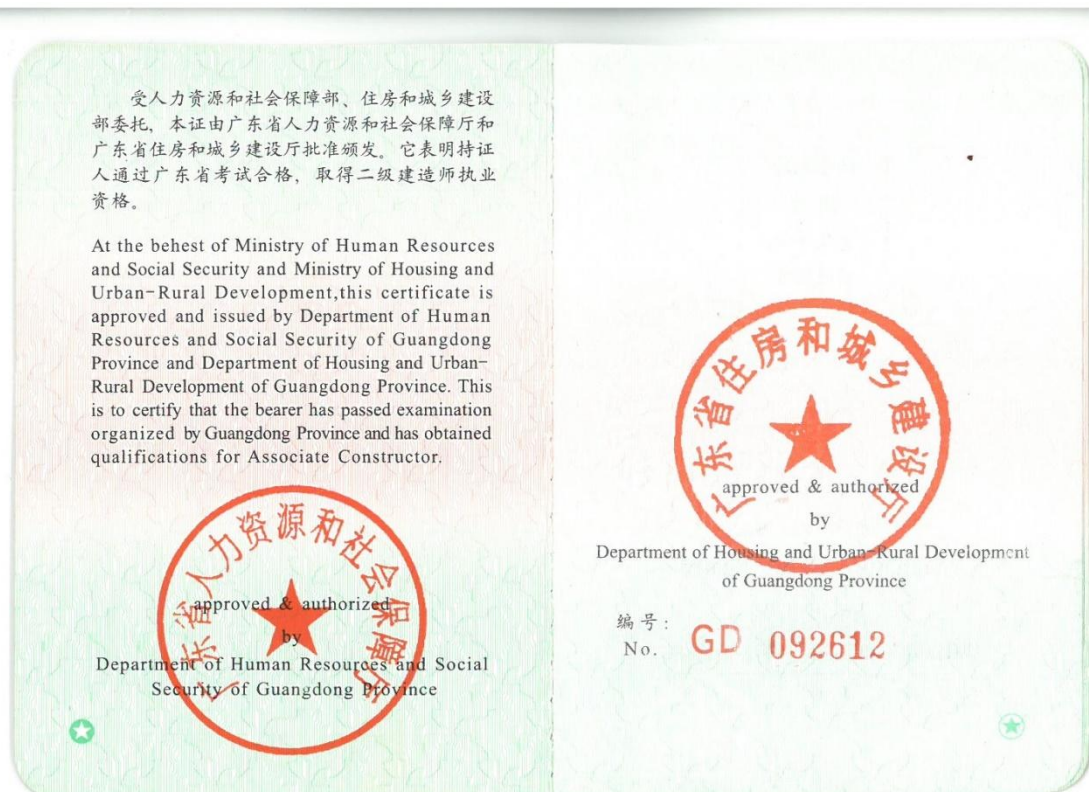 受人力资源和社会保障部、住房和城乡建设
部委托，本证由广东省人力资源和社会保障厅和
广东省住房和城乡建设厅批准颁发。它表明持证
人通过广东省考试合格，取得二级建造师执业
资格。
At the behest of Ministry of Human Resources
and Social Security and Ministry of Housing and
Urban-Rural Development,this certificate is
approved and issued by Department of Human
Resources and Social Security of Guangdong
Province and Department of Housing and Urban-
Rural Development of Guangdong Province. This
is to certify that the bearer has passed examination
organized by Guangdong Province and has obtained
qualifications for Associate Constructor.
广东省人力资源和社会保障厅
approved & authorized
by
Department of Human Resources and Social
Security of Guangdong Province
广东省住房和城乡建设厅
approved & authorized
by
Department of Housing and Urban-Rural Development
of Guangdong Province
编号:
No. GD 092612